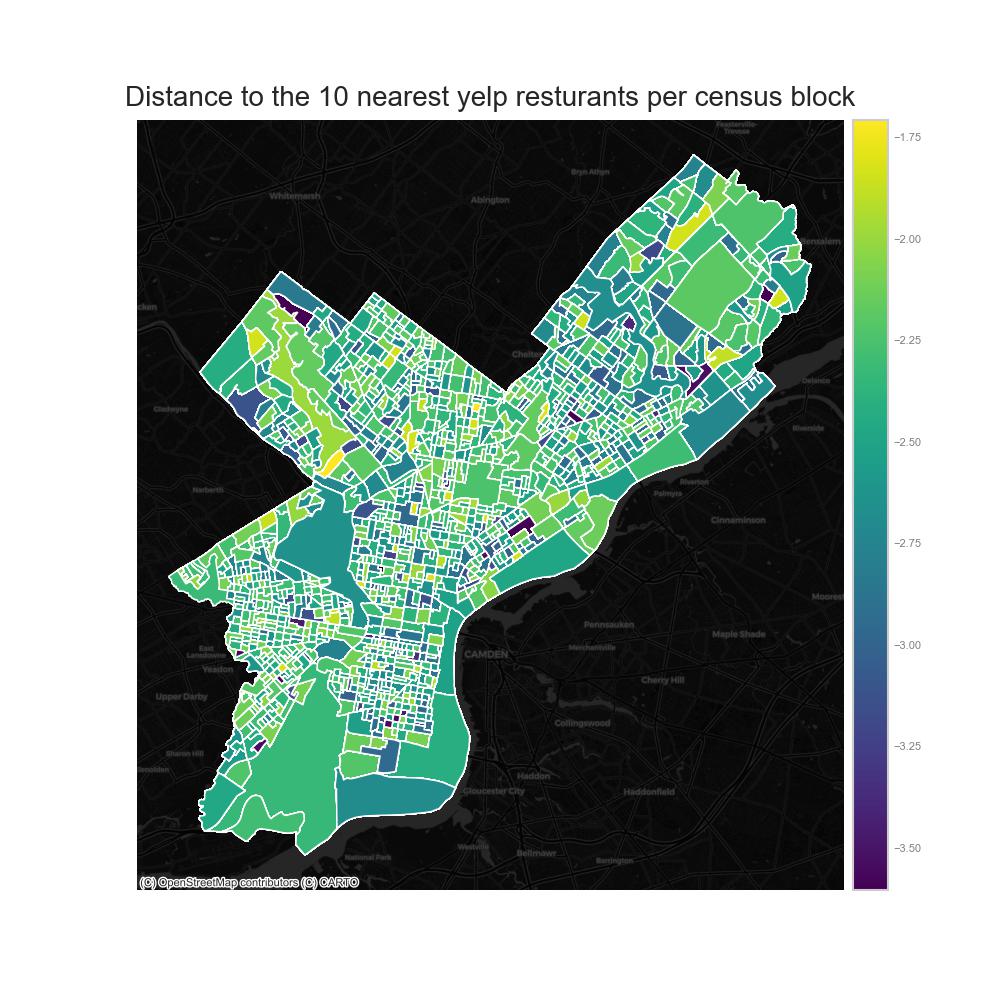 Distance to the 10 nearest yelp resturants per census block
Feasterville-
Trevose
Bryn Athyn
Whitemarsh
Abington
Bensalem
Chelten
Delanco
Gladwyne
Riverside
Riverton
Narberth
Palmyra
Cinnaminson
Moorest
Pennsauken
Maple Shade
East
Lansdowne
CAMDEN
Merchantville
Yeadon
Cherry Hill
Upper Darby
Collingswood
Sharon Hill
Haddon
Gloucester City
Haddonfield
Westville
Bellmawr
National Park
Barrington
(C) OpenStreetMap contributors (C) CARTO
−1.75
−2.00
−2.25
−2.50
−2.75
−3.00
−3.25
−3.50